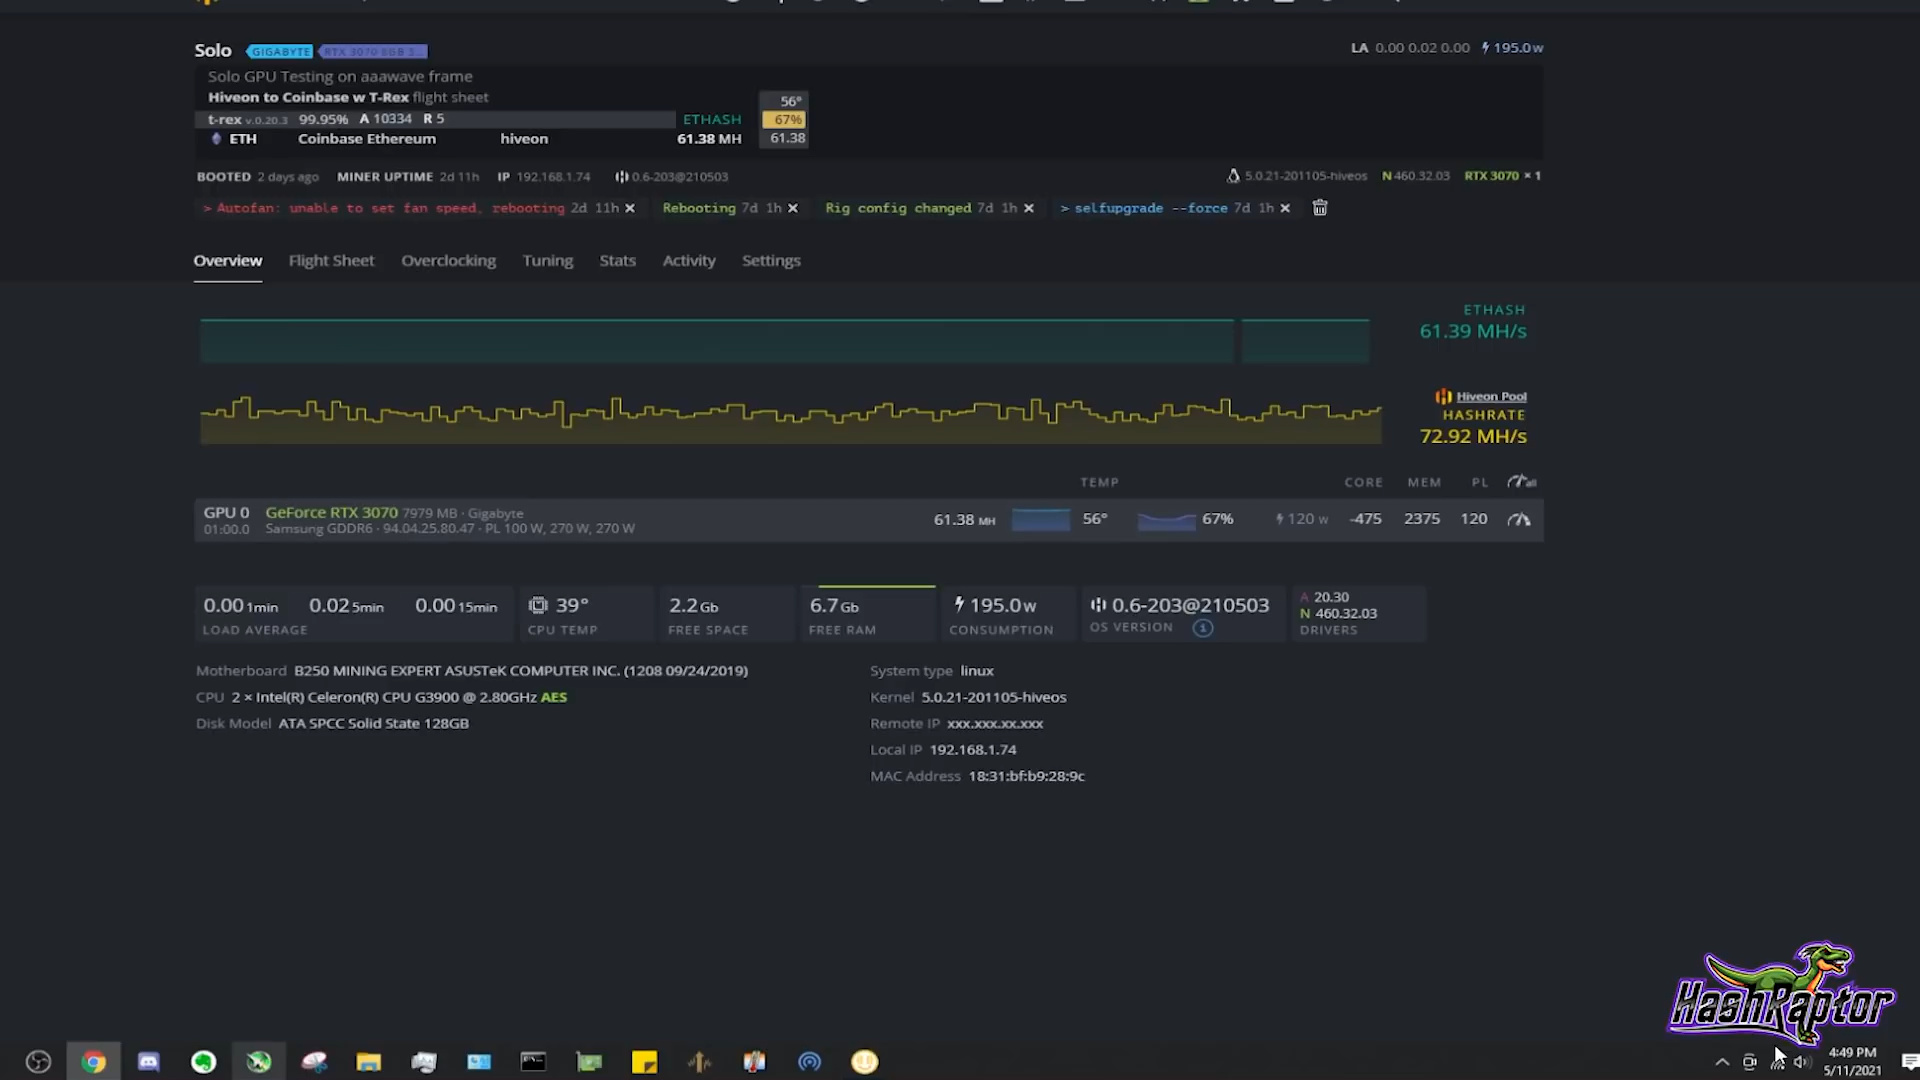 Solo GIGABYTE RTX 3070 8GB LA 0.00 0.02 0.00 195.0 w
Solo GPU Testing on aaawave frame
Hiveon to Coinbase w T-Rex flight sheet 56°
t-rex v.0.20.3 99.95% A 10334 R 5 ETHASH 67%
ETH Coinbase Ethereum hiveon 61.38 MH 61.38
BOOTED 2 days ago MINER UPTIME 2d 11h IP 192.168.1.74 0.6-203@210503 5.0.21-201105-hiveos N 460.32.03 RTX 3070 × 1
> Autofan: unable to set fan speed, rebooting 2d 11h × Rebooting 7d 1h × Rig config changed 7d 1h × > selfupgrade --force 7d 1h ×
Overview Flight Sheet Overclocking Tuning Stats Activity Settings
ETHASH
61.39 MH/s
Hiveon Pool
HASHRATE
72.92 MH/s
TEMP CORE MEM PL
GPU 0 GeForce RTX 3070 7979 MB · Gigabyte
01:00.0 Samsung GDDR6 · 94.04.25.80.47 · PL 100 W, 270 W, 270 W
61.38 MH 56° 67% 120 w -475 2375 120
0.00 1min 0.02 5min 0.00 15min 39° 2.2 Gb 6.7 Gb 195.0 w 0.6-203@210503 A 20.30
N 460.32.03
LOAD AVERAGE CPU TEMP FREE SPACE FREE RAM CONSUMPTION OS VERSION DRIVERS
Motherboard B250 MINING EXPERT ASUSTeK COMPUTER INC. (1208 09/24/2019)
CPU 2 × Intel(R) Celeron(R) CPU G3900 @ 2.80GHz AES
Disk Model ATA SPCC Solid State 128GB
System type linux
Kernel 5.0.21-201105-hiveos
Remote IP xxx.xxx.xx.xxx
Local IP 192.168.1.74
MAC Address 18:31:bf:b9:28:9c
HashRaptor
4:49 PM
5/11/2021